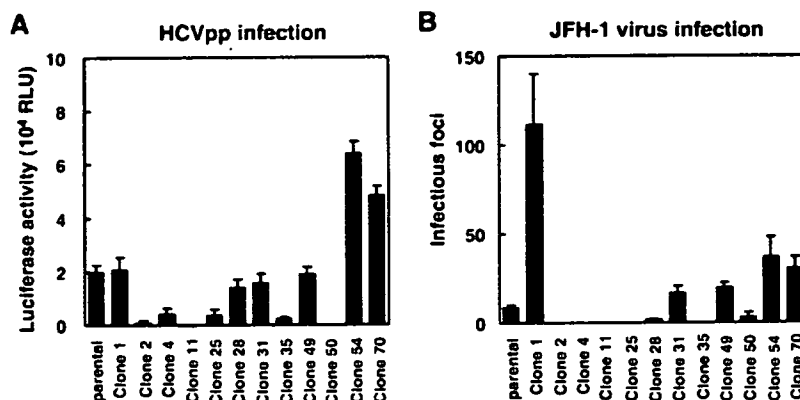 A
HCVpp infection
Luciferase activity (10⁴ RLU)
10
8
6
4
2
0
parental
Clone 1
Clone 2
Clone 4
Clone 11
Clone 25
Clone 28
Clone 31
Clone 35
Clone 49
Clone 50
Clone 54
Clone 70
B
JFH-1 virus infection
Infectious foci
150
100
50
0
parental
Clone 1
Clone 2
Clone 4
Clone 11
Clone 25
Clone 28
Clone 31
Clone 35
Clone 49
Clone 50
Clone 54
Clone 70